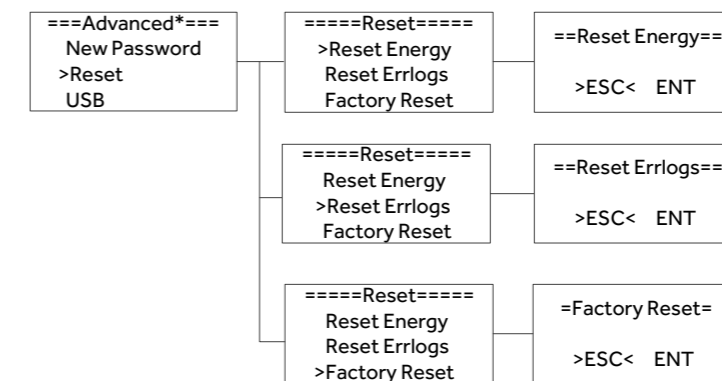 ===Advanced*===
New Password
>Reset
USB
=====Reset=====
>Reset Energy
Reset Errlogs
Factory Reset
==Reset Energy==
>ESC< ENT
=====Reset=====
Reset Energy
>Reset Errlogs
Factory Reset
==Reset Errlogs==
>ESC< ENT
=====Reset=====
Reset Energy
Reset Errlogs
>Factory Reset
=Factory Reset=
>ESC< ENT